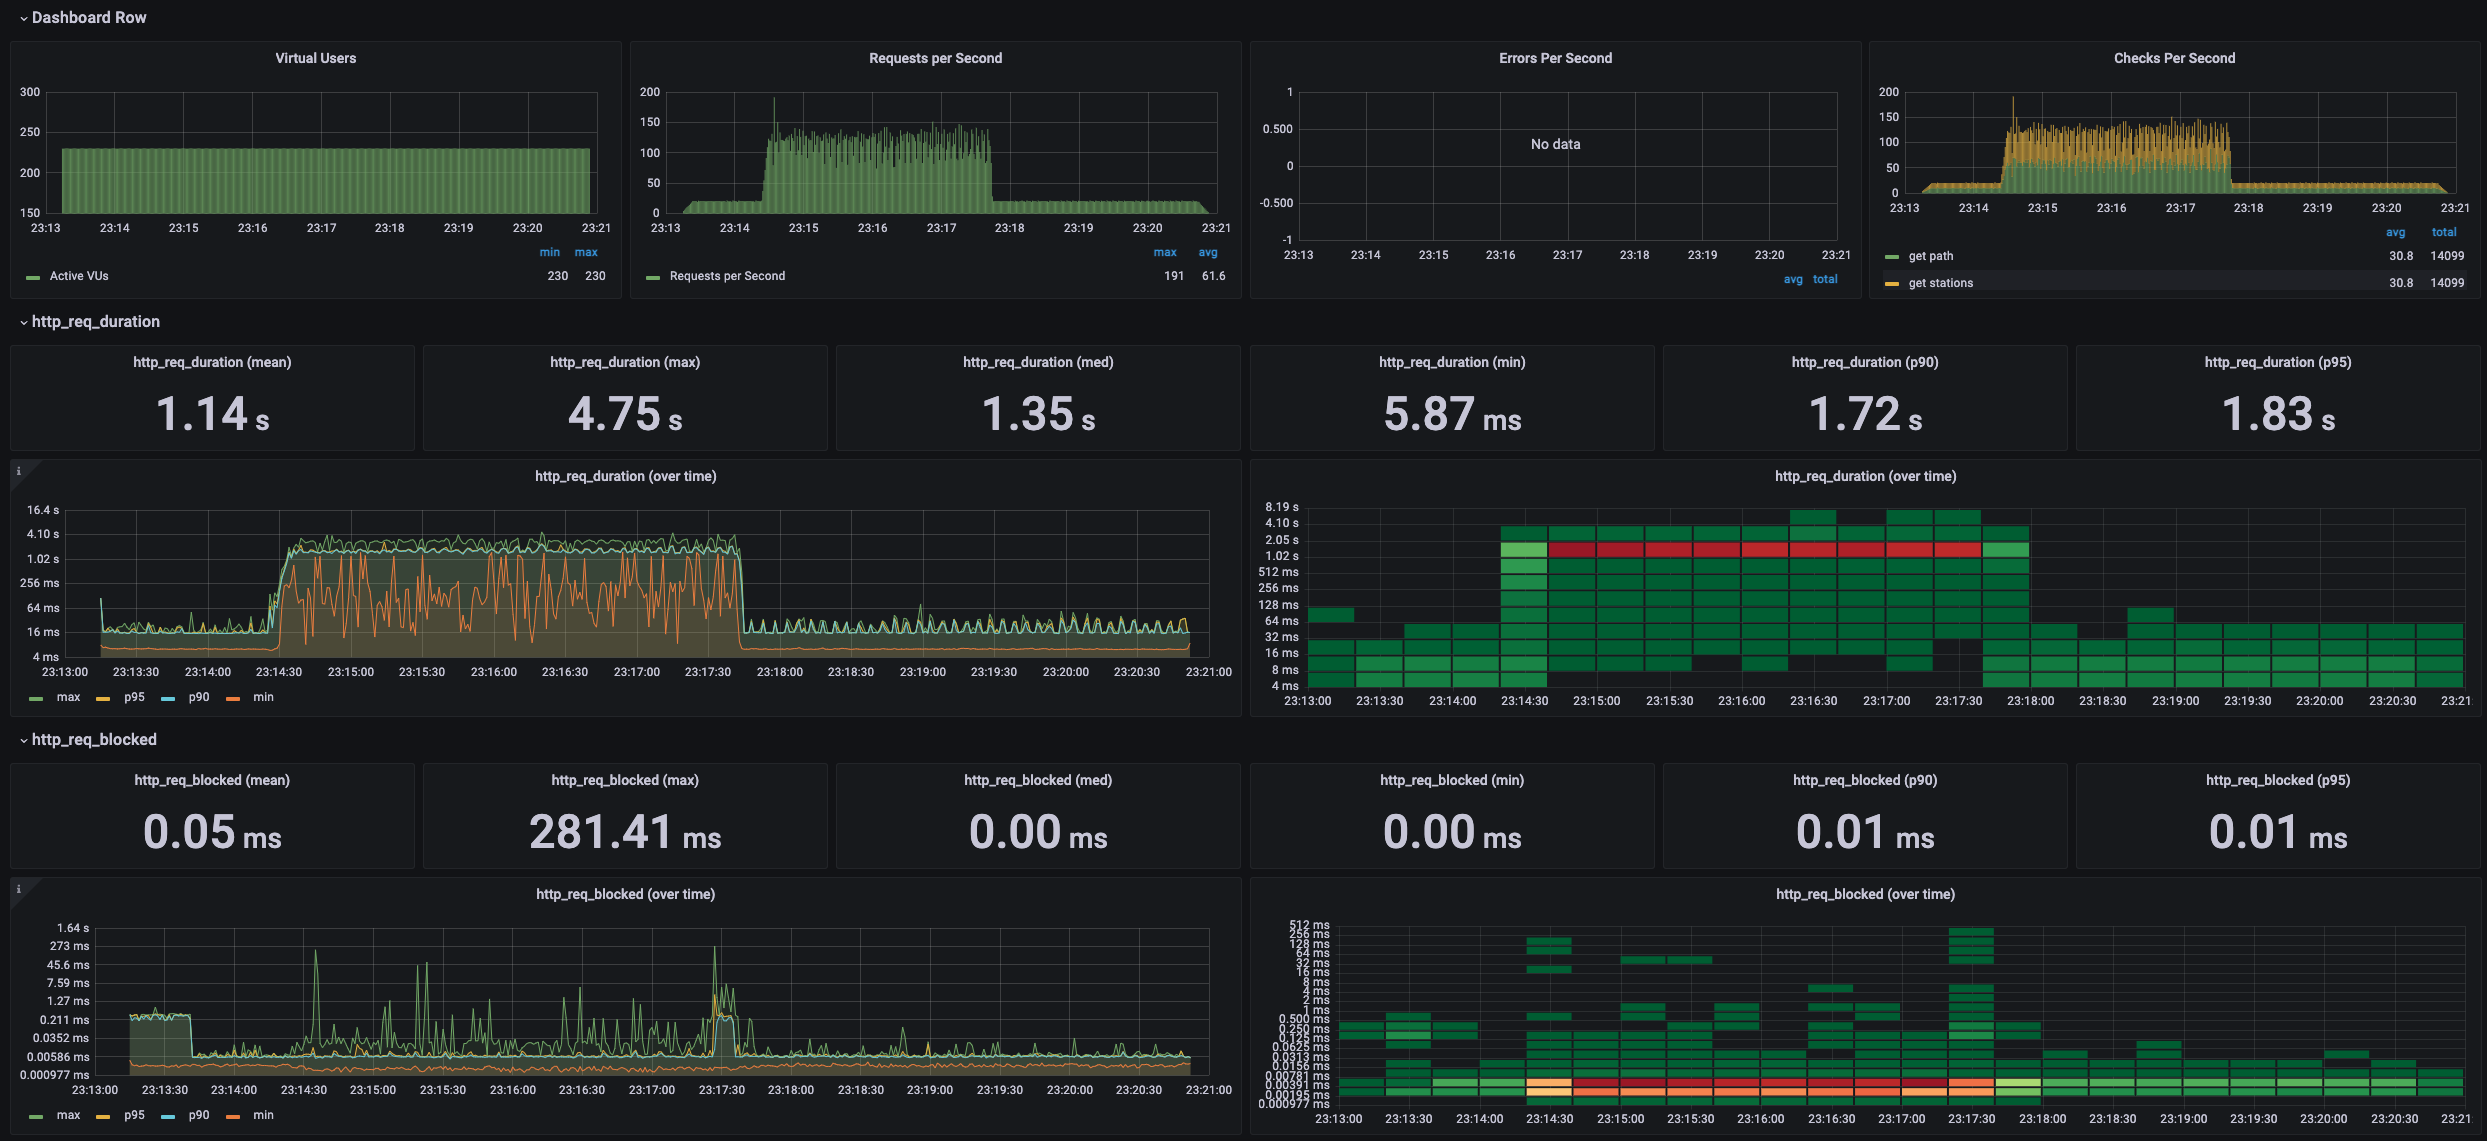 Dashboard Row
Virtual Users
300
250
200
150
23:13 23:14 23:15 23:16 23:17 23:18 23:19 23:20 23:21
min max
Active VUs 230 230
Requests per Second
200
150
100
50
0
23:13 23:14 23:15 23:16 23:17 23:18 23:19 23:20 23:21
max avg
Requests per Second 191 61.6
Errors Per Second
1
0.500
0
-0.500
-1
No data
23:13 23:14 23:15 23:16 23:17 23:18 23:19 23:20 23:21
avg total
Checks Per Second
200
150
100
50
0
23:13 23:14 23:15 23:16 23:17 23:18 23:19 23:20 23:21
avg total
get path 30.8 14099
get stations 30.8 14099
http_req_duration
http_req_duration (mean)
1.14 s
http_req_duration (max)
4.75 s
http_req_duration (med)
1.35 s
http_req_duration (min)
5.87 ms
http_req_duration (p90)
1.72 s
http_req_duration (p95)
1.83 s
i
http_req_duration (over time)
16.4 s
4.10 s
1.02 s
256 ms
64 ms
16 ms
4 ms
23:13:00 23:13:30 23:14:00 23:14:30 23:15:00 23:15:30 23:16:00 23:16:30 23:17:00 23:17:30 23:18:00 23:18:30 23:19:00 23:19:30 23:20:00 23:20:30 23:21:00
max p95 p90 min
http_req_duration (over time)
8.19 s
4.10 s
2.05 s
1.02 s
512 ms
256 ms
128 ms
64 ms
32 ms
16 ms
8 ms
4 ms
23:13:00 23:13:30 23:14:00 23:14:30 23:15:00 23:15:30 23:16:00 23:16:30 23:17:00 23:17:30 23:18:00 23:18:30 23:19:00 23:19:30 23:20:00 23:20:30 23:21:
http_req_blocked
http_req_blocked (mean)
0.05 ms
http_req_blocked (max)
281.41 ms
http_req_blocked (med)
0.00 ms
http_req_blocked (min)
0.00 ms
http_req_blocked (p90)
0.01 ms
http_req_blocked (p95)
0.01 ms
i
http_req_blocked (over time)
1.64 s
273 ms
45.6 ms
7.59 ms
1.27 ms
0.211 ms
0.0352 ms
0.00586 ms
0.000977 ms
23:13:00 23:13:30 23:14:00 23:14:30 23:15:00 23:15:30 23:16:00 23:16:30 23:17:00 23:17:30 23:18:00 23:18:30 23:19:00 23:19:30 23:20:00 23:20:30 23:21:00
max p95 p90 min
http_req_blocked (over time)
512 ms
256 ms
128 ms
64 ms
32 ms
16 ms
8 ms
4 ms
2 ms
1 ms
0.500 ms
0.250 ms
0.125 ms
0.0625 ms
0.0313 ms
0.0156 ms
0.00781 ms
0.00391 ms
0.00195 ms
0.000977 ms
23:13:00 23:13:30 23:14:00 23:14:30 23:15:00 23:15:30 23:16:00 23:16:30 23:17:00 23:17:30 23:18:00 23:18:30 23:19:00 23:19:30 23:20:00 23:20:30 23:21: